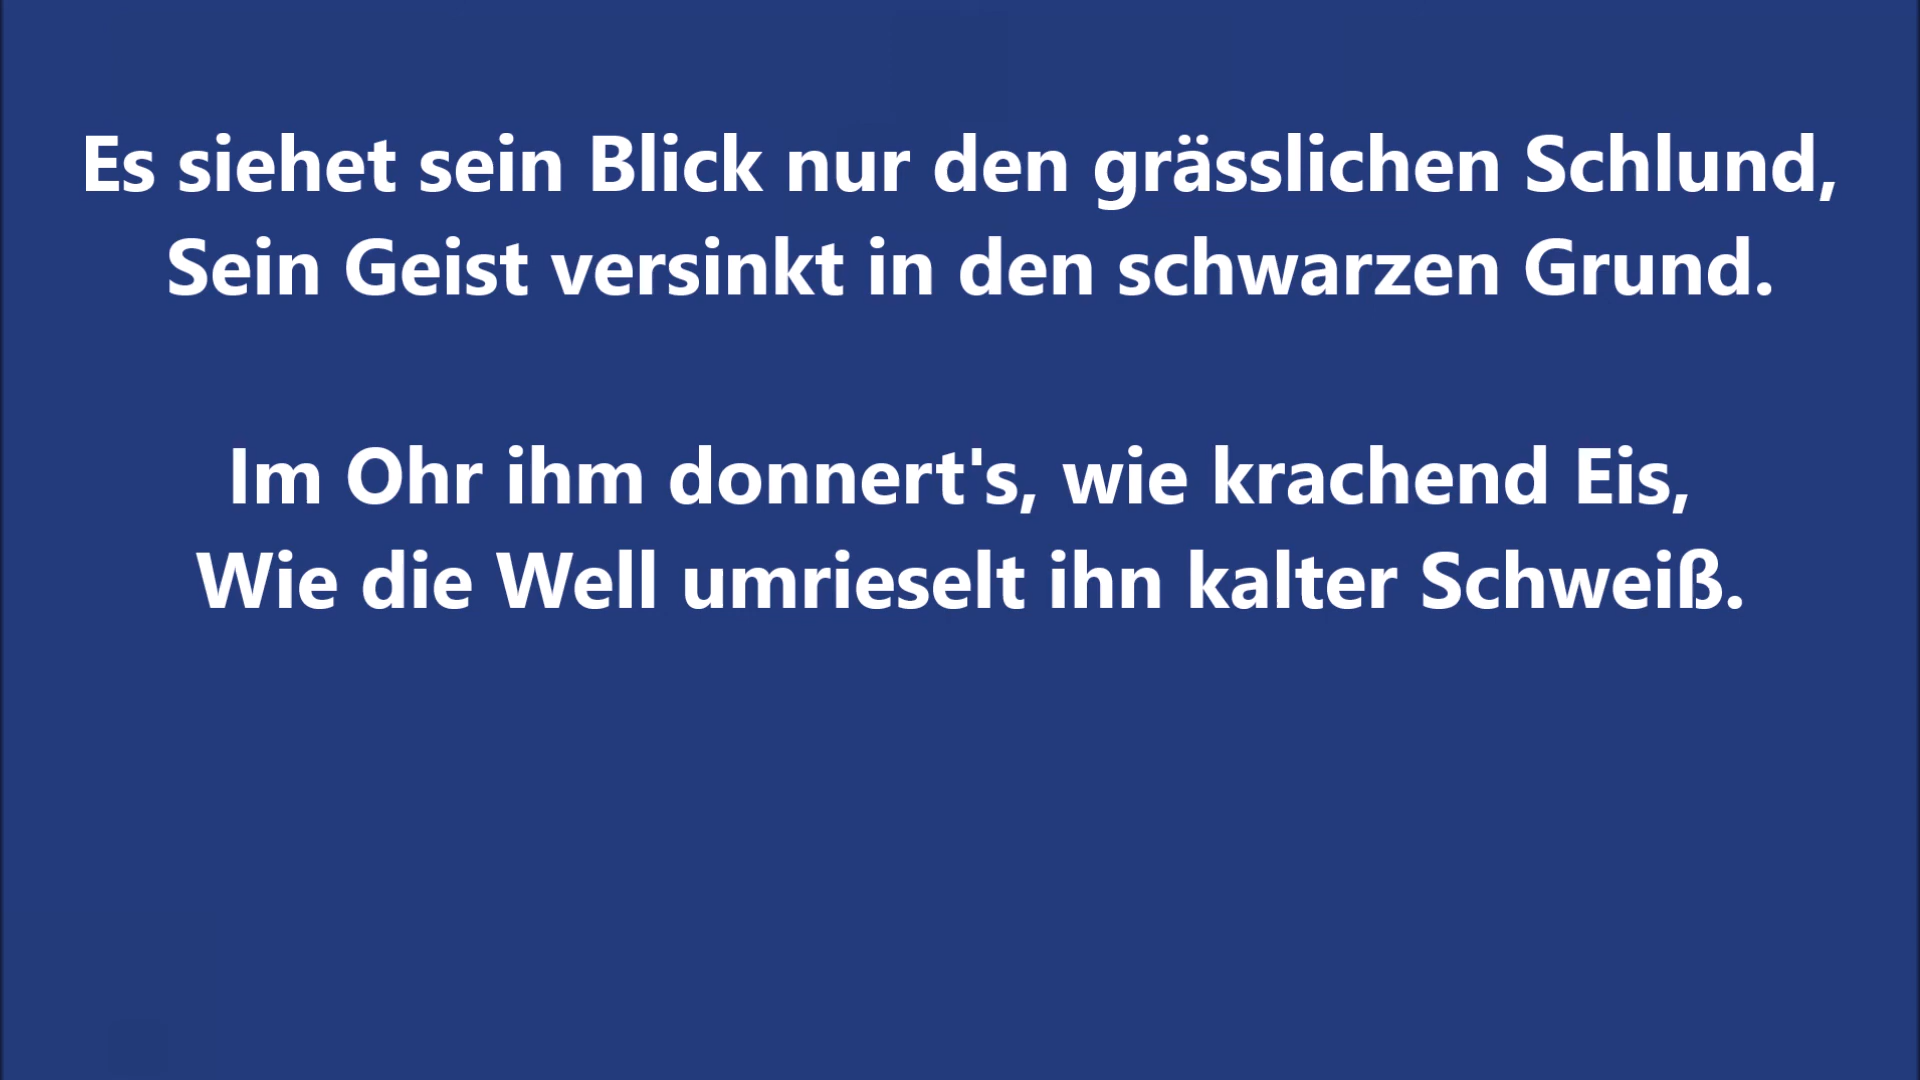 Es siehet sein Blick nur den grässlichen Schlund,
Sein Geist versinkt in den schwarzen Grund.
Im Ohr ihm donnert's, wie krachend Eis,
Wie die Well umrieselt ihn kalter Schweiß.